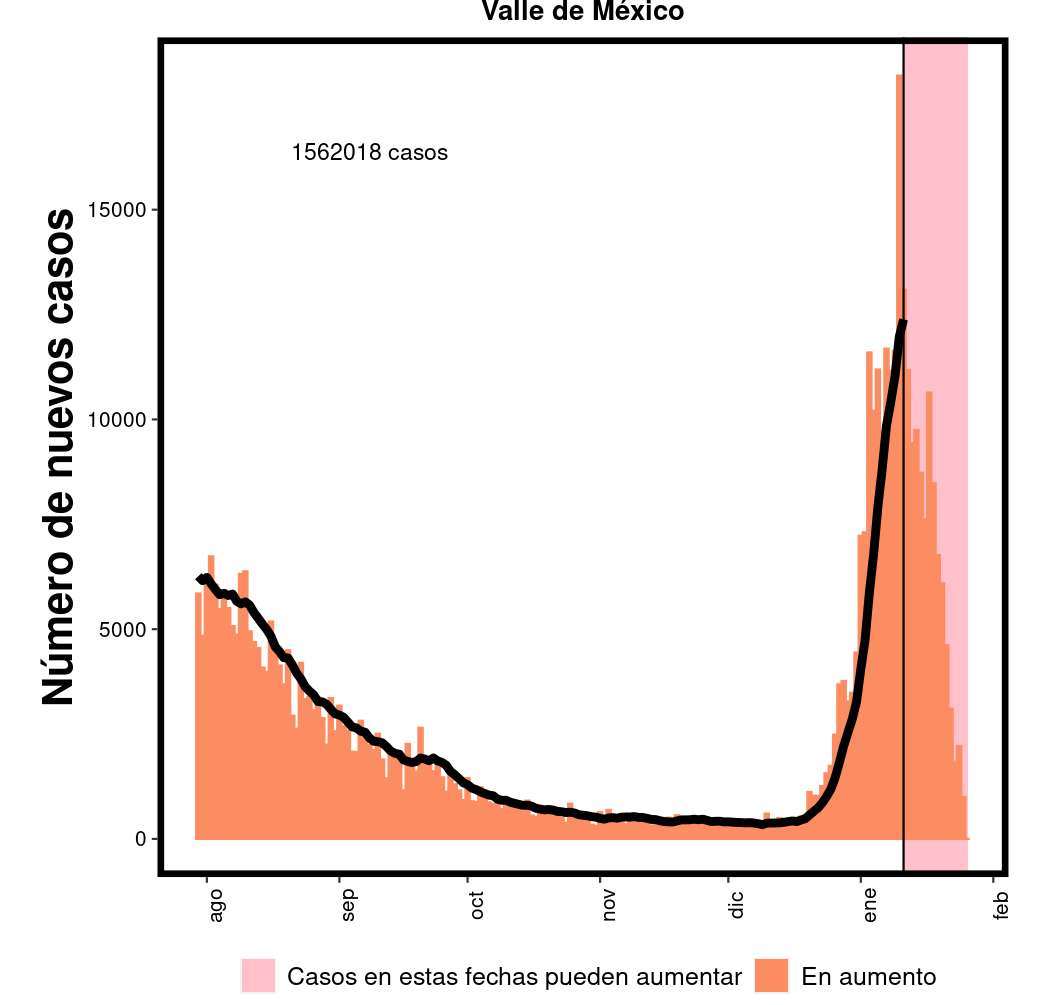 Valle de México
1562018 casos
Número de nuevos casos
15000
10000
5000
0
ago
sep
oct
nov
dic
ene
feb
Casos en estas fechas pueden aumentar
En aumento